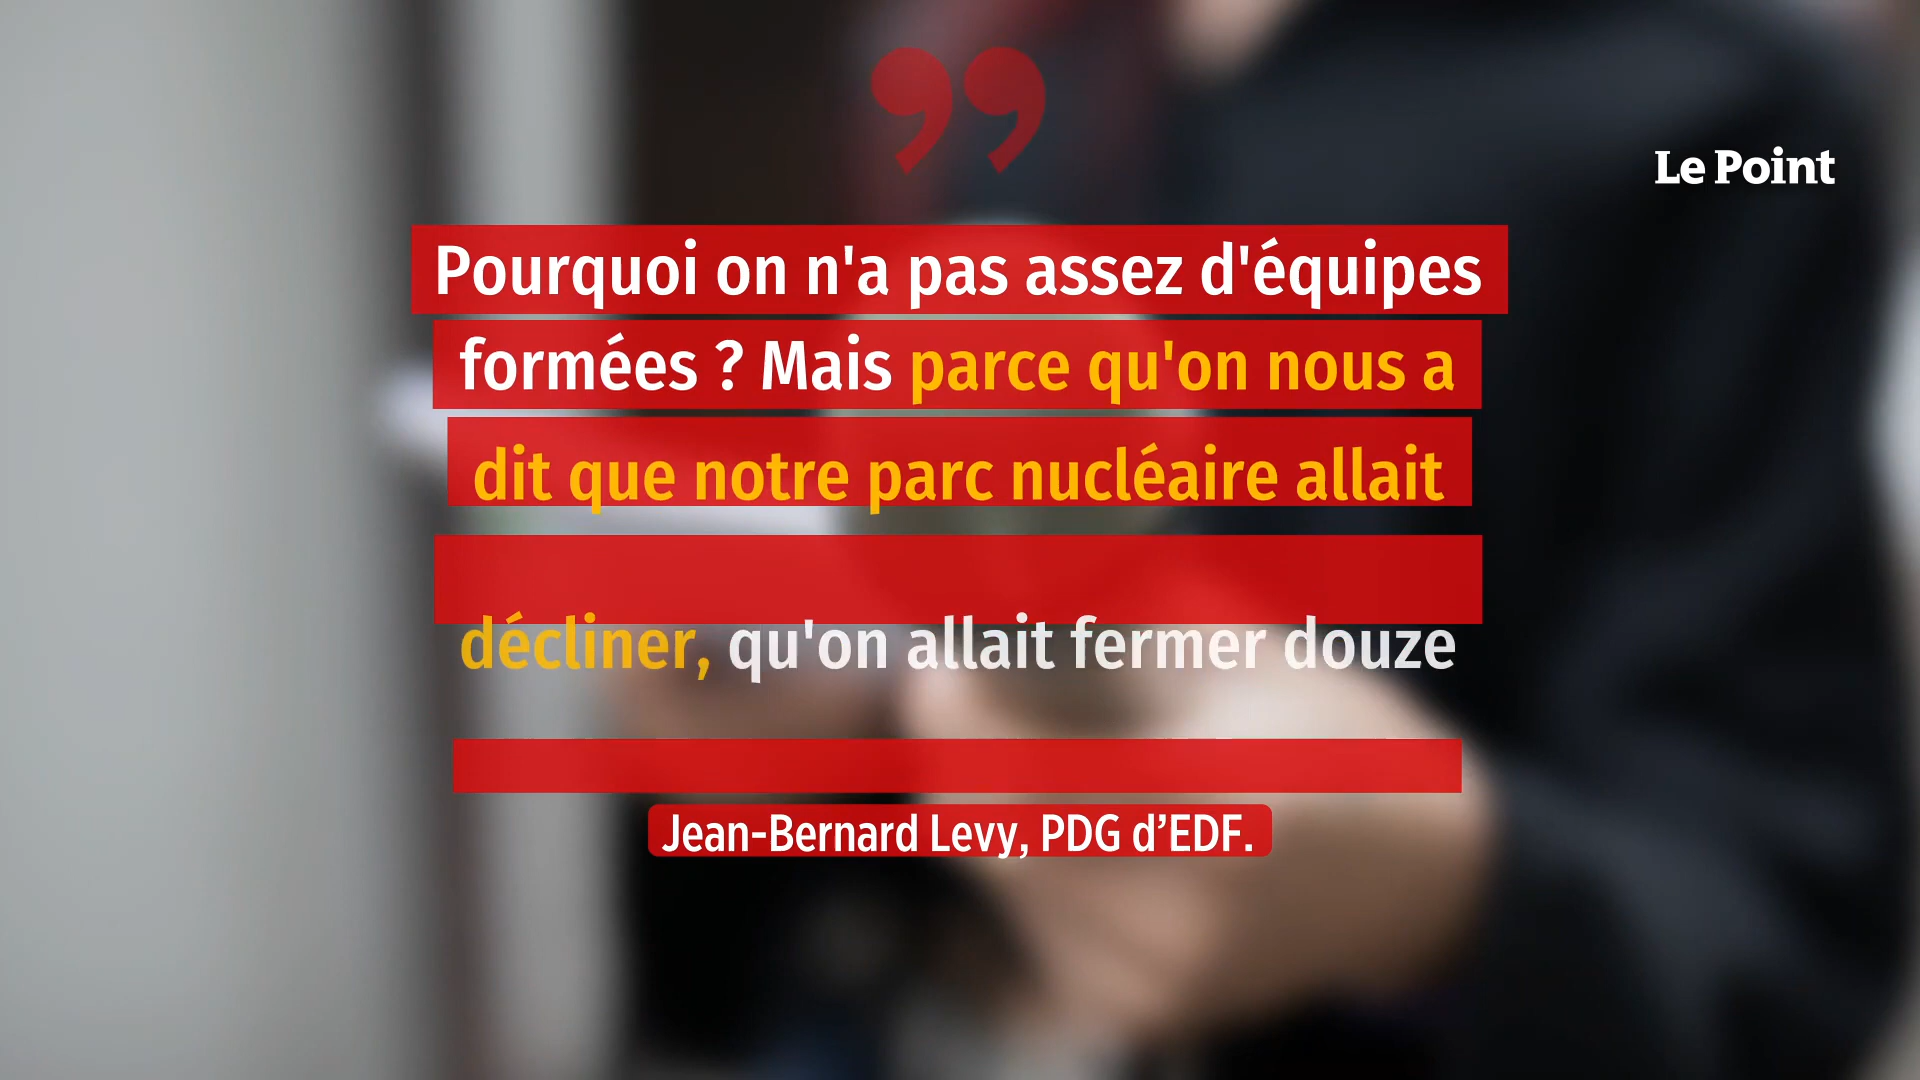 Le Point
Pourquoi on n'a pas assez d'équipes
formées ? Mais parce qu'on nous a
dit que notre parc nucléaire allait
décliner, qu'on allait fermer douze
Jean-Bernard Levy, PDG d’EDF.